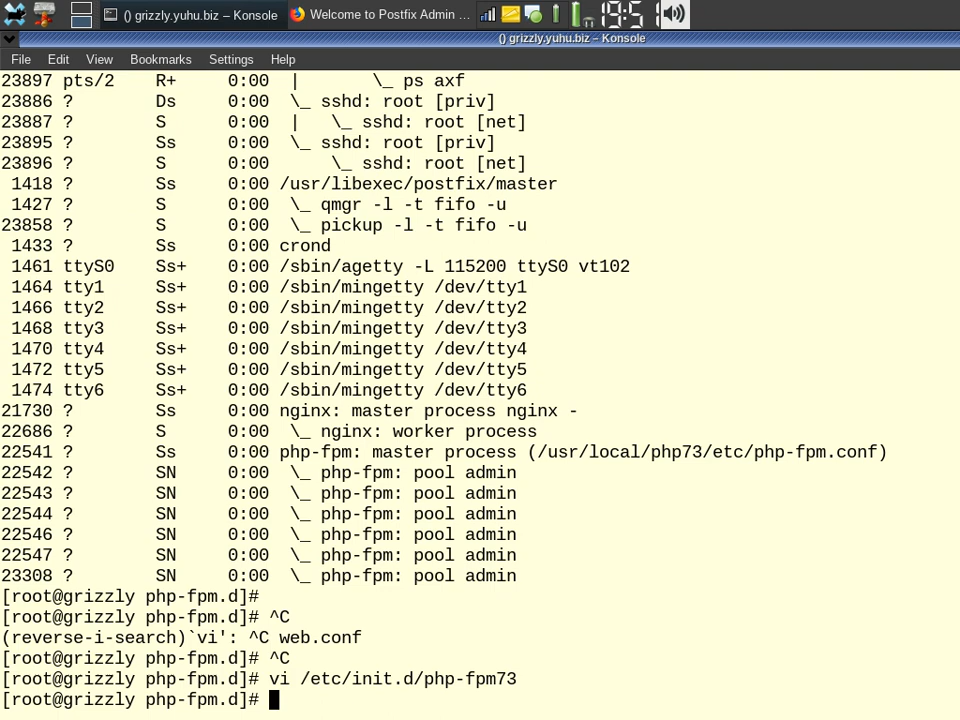 () grizzly.yuhu.biz – Konsole
Welcome to Postfix Admin ...
19:5
() grizzly.yuhu.biz – Konsole
File Edit View Bookmarks Settings Help
23897 pts/2    R+     0:00  |       \_ ps axf
23886 ?        Ds     0:00  \_ sshd: root [priv]
23887 ?        S      0:00  |   \_ sshd: root [net]
23895 ?        Ss     0:00  \_ sshd: root [priv]
23896 ?        S      0:00      \_ sshd: root [net]
 1418 ?        Ss     0:00 /usr/libexec/postfix/master
 1427 ?        S      0:00  \_ qmgr -l -t fifo -u
23858 ?        S      0:00  \_ pickup -l -t fifo -u
 1433 ?        Ss     0:00 crond
 1461 ttyS0    Ss+    0:00 /sbin/agetty -L 115200 ttyS0 vt102
 1464 tty1     Ss+    0:00 /sbin/mingetty /dev/tty1
 1466 tty2     Ss+    0:00 /sbin/mingetty /dev/tty2
 1468 tty3     Ss+    0:00 /sbin/mingetty /dev/tty3
 1470 tty4     Ss+    0:00 /sbin/mingetty /dev/tty4
 1472 tty5     Ss+    0:00 /sbin/mingetty /dev/tty5
 1474 tty6     Ss+    0:00 /sbin/mingetty /dev/tty6
21730 ?        Ss     0:00 nginx: master process nginx -
22686 ?        S      0:00  \_ nginx: worker process
22541 ?        Ss     0:00 php-fpm: master process (/usr/local/php73/etc/php-fpm.conf)
22542 ?        SN     0:00  \_ php-fpm: pool admin
22543 ?        SN     0:00  \_ php-fpm: pool admin
22544 ?        SN     0:00  \_ php-fpm: pool admin
22546 ?        SN     0:00  \_ php-fpm: pool admin
22547 ?        SN     0:00  \_ php-fpm: pool admin
23308 ?        SN     0:00  \_ php-fpm: pool admin
[root@grizzly php-fpm.d]#
[root@grizzly php-fpm.d]# ^C
(reverse-i-search)`vi': ^C web.conf
[root@grizzly php-fpm.d]# ^C
[root@grizzly php-fpm.d]# vi /etc/init.d/php-fpm73
[root@grizzly php-fpm.d]#